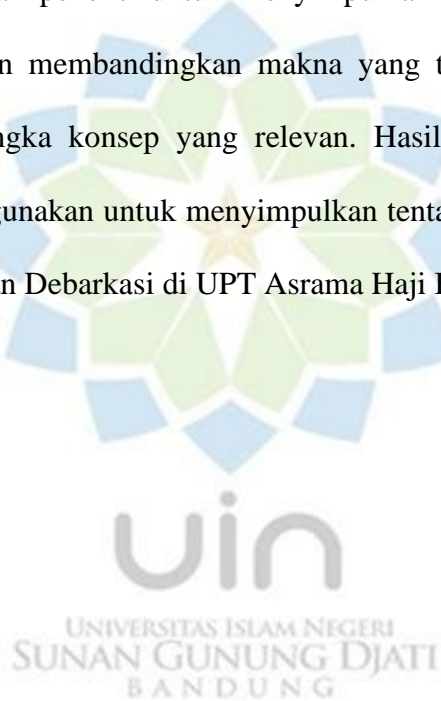 n membandingkan makna yang t
ngka konsep yang relevan. Hasil
gunakan untuk menyimpulkan tenta
n Debarkasi di UPT Asrama Haji
uin
UNIVERSITAS ISLAM NEGERI
SUNAN GUNUNG DJATI
BANDUNG